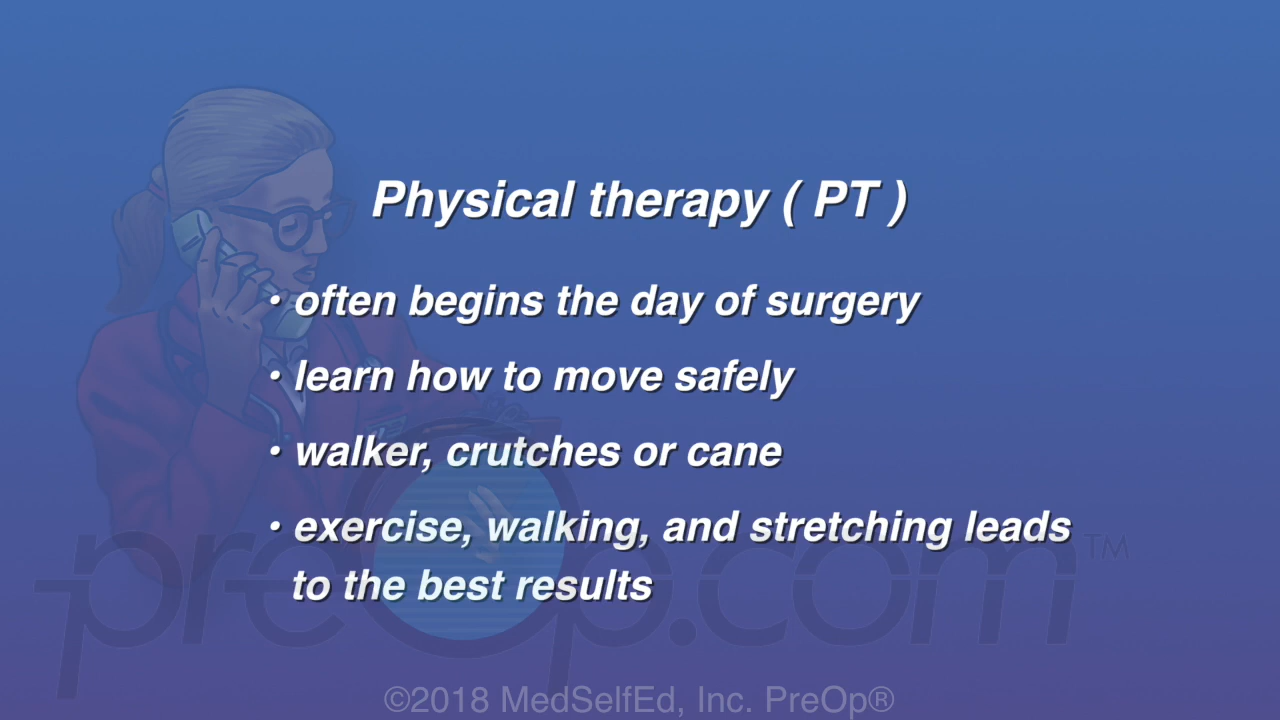 Physical therapy ( PT )
• often begins the day of surgery
• learn how to move safely
• walker, crutches or cane
• exercise, walking, and stretching leads
to the best results
preOp.com™
©2018 MedSelfEd, Inc. PreOp®